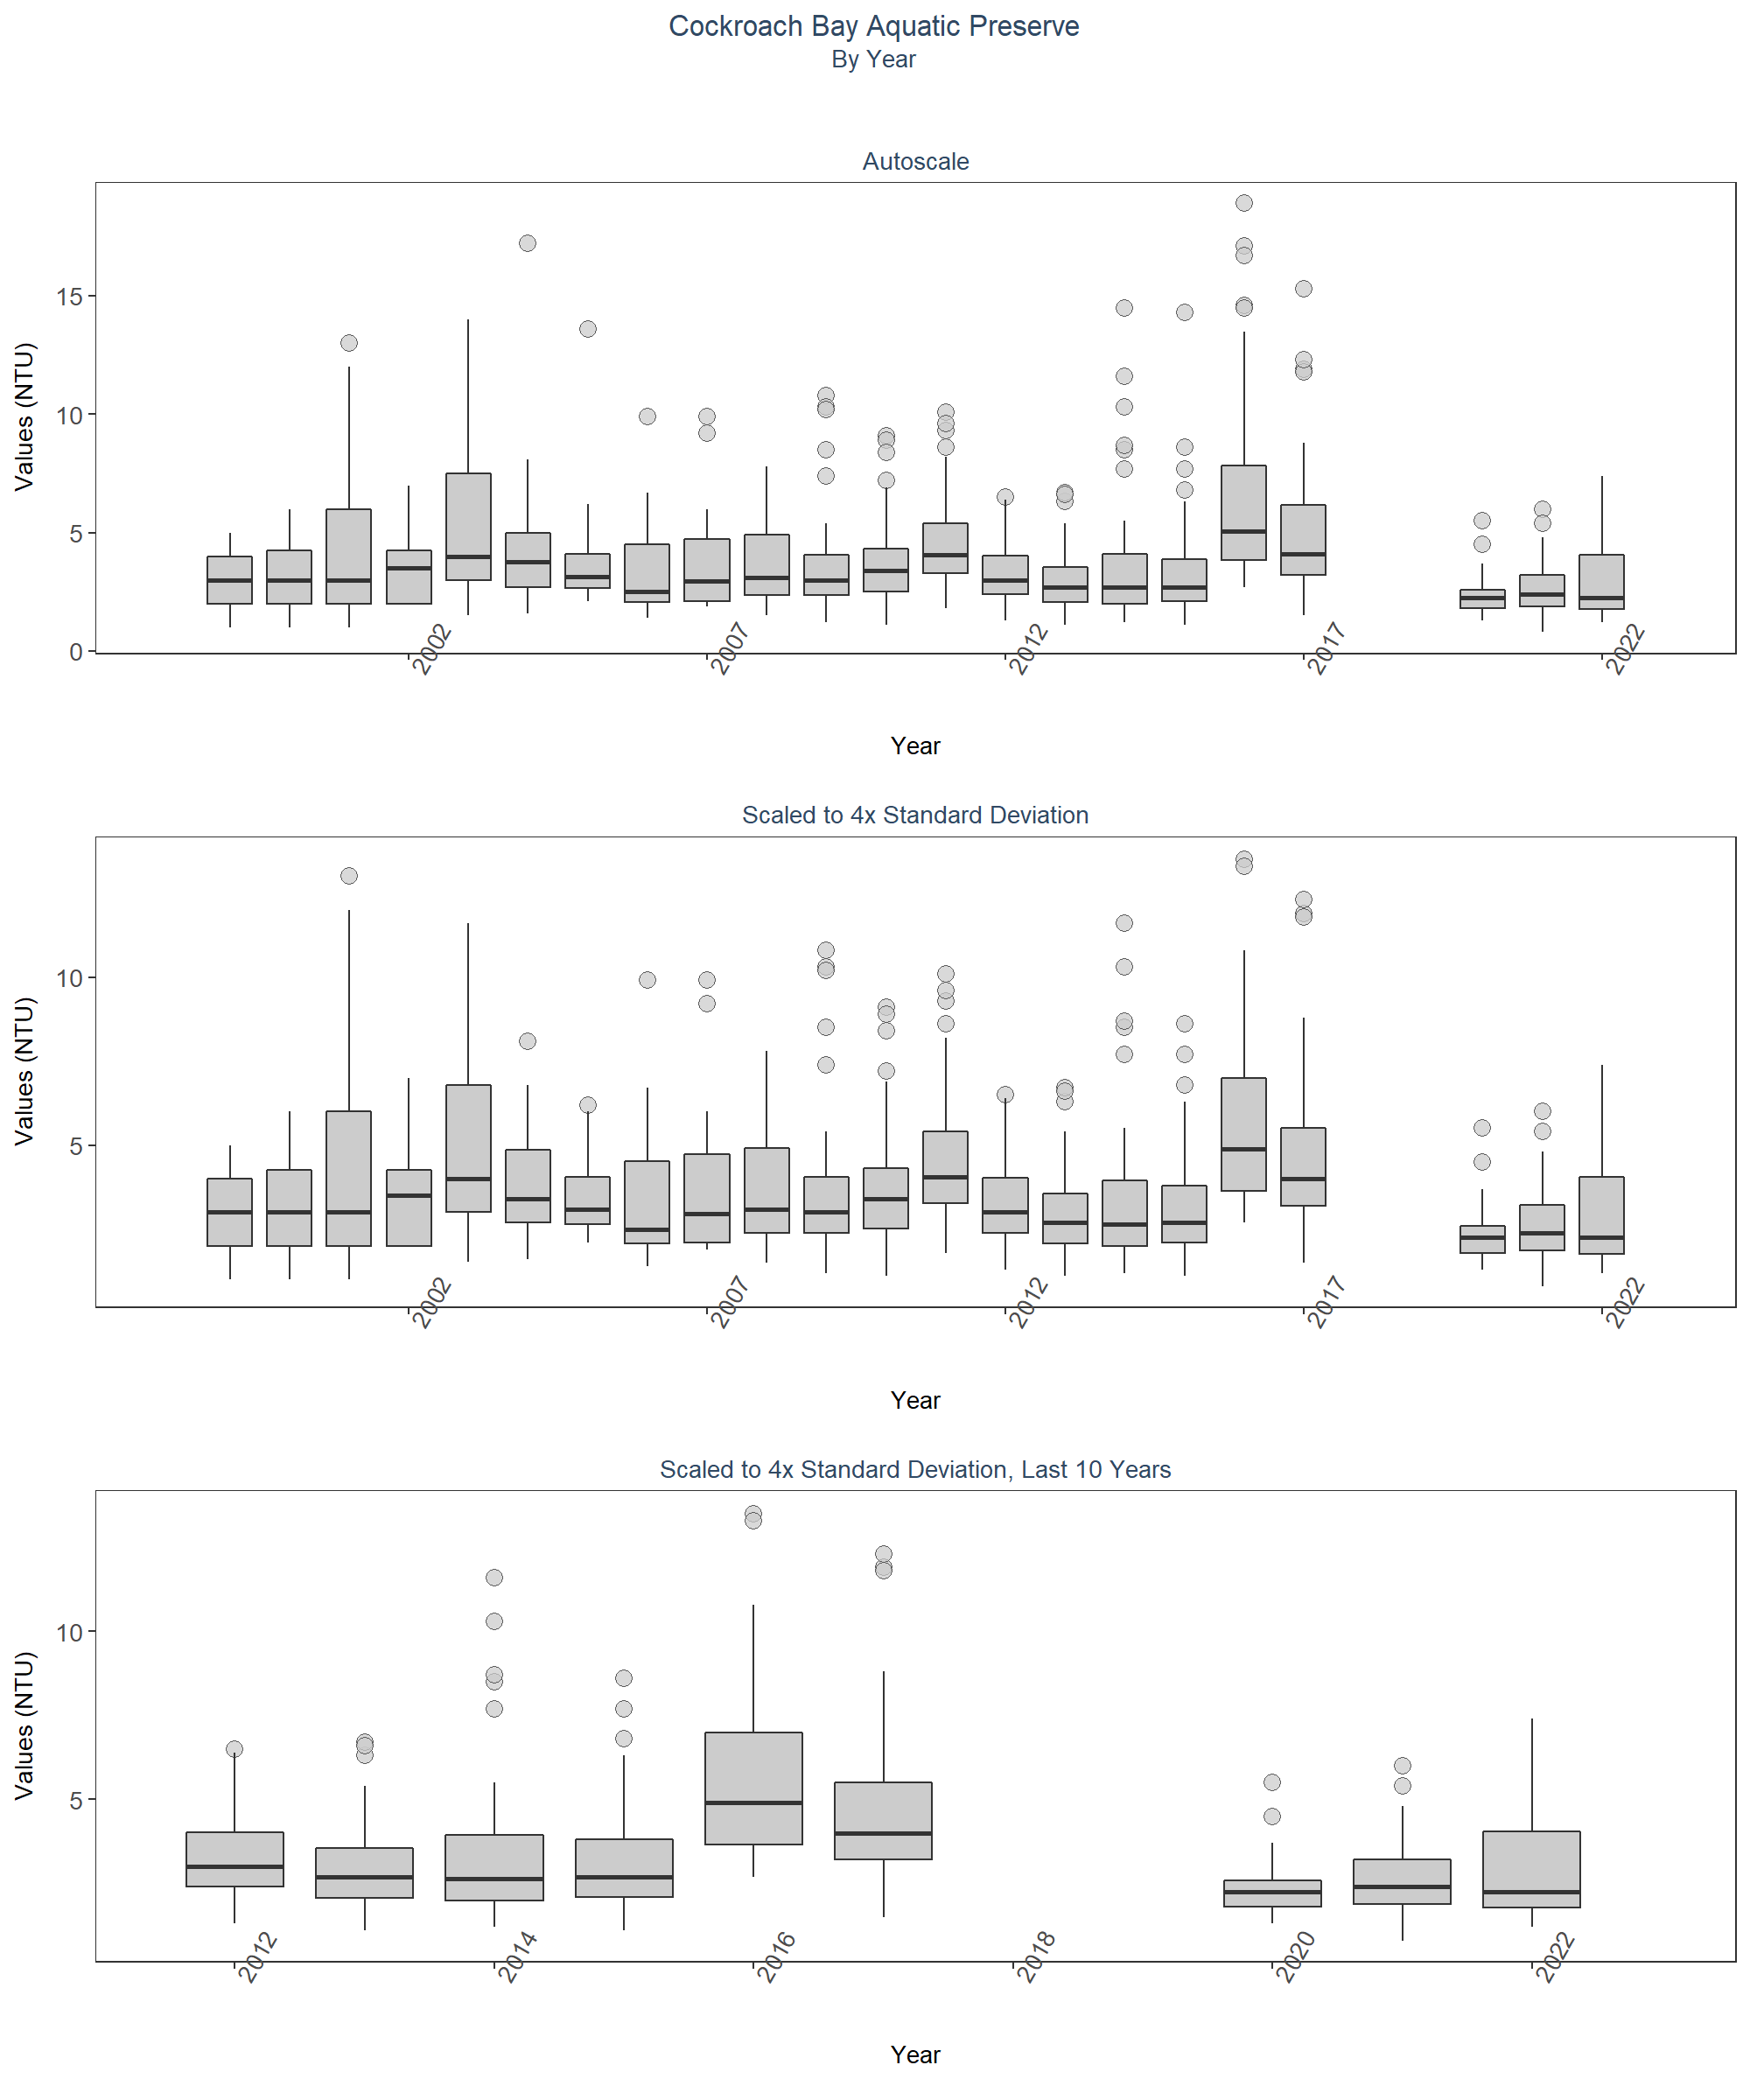 Cockroach Bay Aquatic Preserve
By Year
Autoscale
Values (NTU)
15
10
5
0
2002
2007
2012
2017
2022
Year
Scaled to 4x Standard Deviation
Values (NTU)
10
5
2002
2007
2012
2017
2022
Year
Scaled to 4x Standard Deviation, Last 10 Years
Values (NTU)
10
5
2012
2014
2016
2018
2020
2022
Year